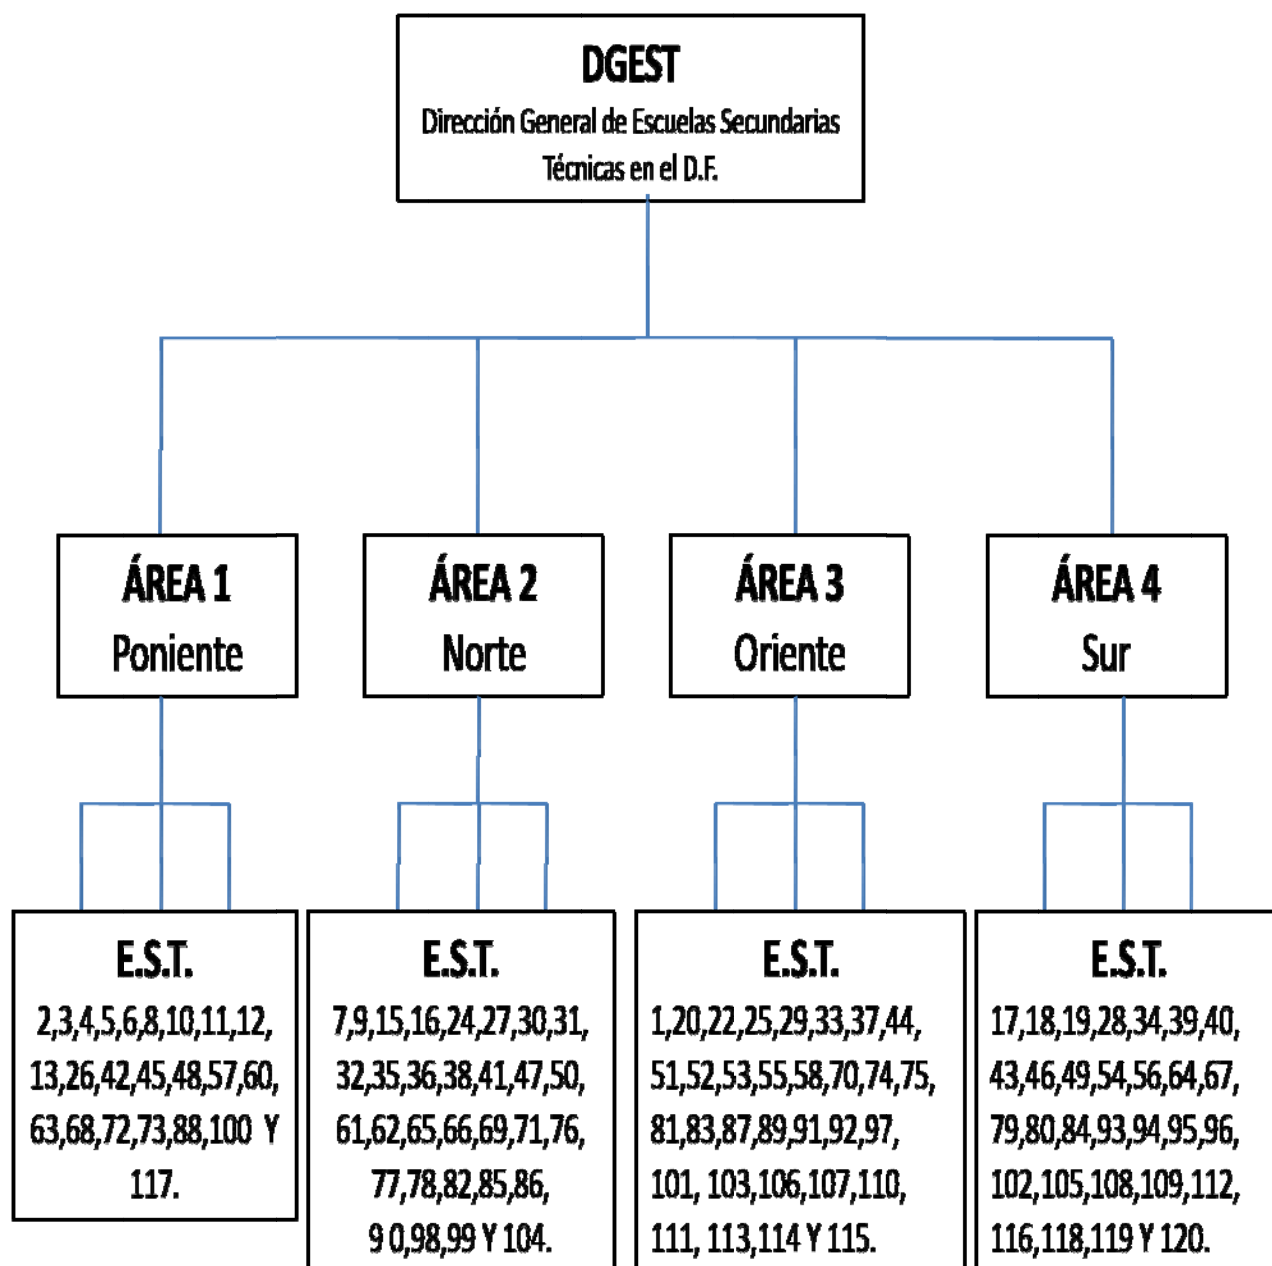 DGEST
Dirección General de Escuelas Secundarias
Técnicas en el D.F.
ÁREA 1
Poniente
ÁREA 2
Norte
ÁREA 3
Oriente
ÁREA 4
Sur
E.S.T.
2,3,4,5,6,8,10,11,12,
13,26,42,45,48,57,60,
63,68,72,73,88,100 Y
117.
E.S.T.
7,9,15,16,24,27,30,31,
32,35,36,38,41,47,50,
61,62,65,66,69,71,76,
77,78,82,85,86,
9 0,98,99 Y 104.
E.S.T.
1,20,22,25,29,33,37,44,
51,52,53,55,58,70,74,75,
81,83,87,89,91,92,97,
101, 103,106,107,110,
111, 113,114 Y 115.
E.S.T.
17,18,19,28,34,39,40,
43,46,49,54,56,64,67,
79,80,84,93,94,95,96,
102,105,108,109,112,
116,118,119 Y 120.